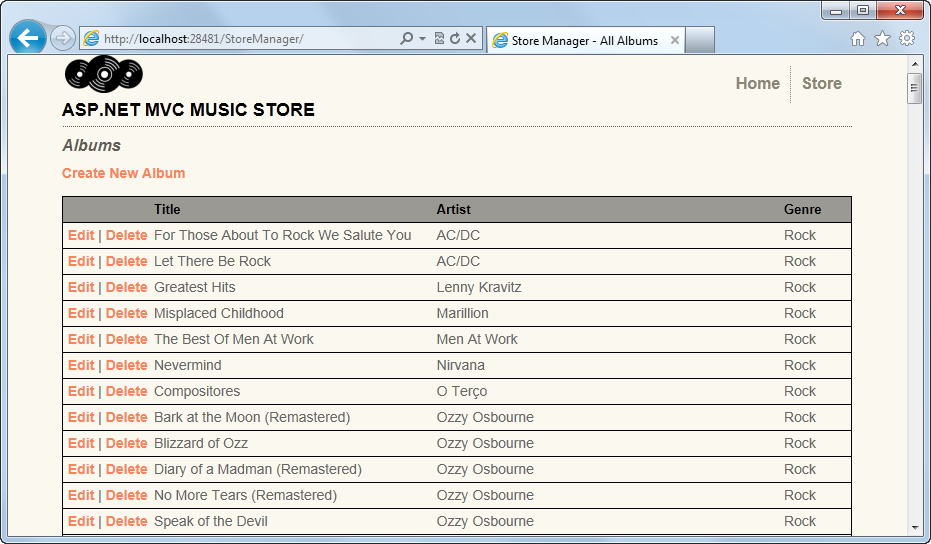 http://localhost:28481/StoreManager/
Store Manager - All Albums
Home
Store
ASP.NET MVC MUSIC STORE
Albums
Create New Album
Title Artist Genre
Edit | Delete For Those About To Rock We Salute You AC/DC Rock
Edit | Delete Let There Be Rock AC/DC Rock
Edit | Delete Greatest Hits Lenny Kravitz Rock
Edit | Delete Misplaced Childhood Marillion Rock
Edit | Delete The Best Of Men At Work Men At Work Rock
Edit | Delete Nevermind Nirvana Rock
Edit | Delete Compositores O Terço Rock
Edit | Delete Bark at the Moon (Remastered) Ozzy Osbourne Rock
Edit | Delete Blizzard of Ozz Ozzy Osbourne Rock
Edit | Delete Diary of a Madman (Remastered) Ozzy Osbourne Rock
Edit | Delete No More Tears (Remastered) Ozzy Osbourne Rock
Edit | Delete Speak of the Devil Ozzy Osbourne Rock